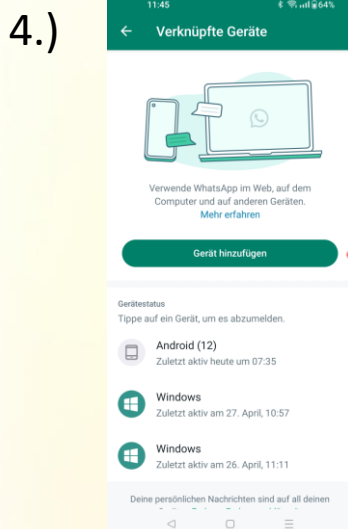 4.)
11:45
64%
Verknüpfte Geräte
Verwende WhatsApp im Web, auf dem
Computer und auf anderen Geräten.
Mehr erfahren
Gerät hinzufügen
Gerätestatus
Tippe auf ein Gerät, um es abzumelden.
Android (12)
Zuletzt aktiv heute um 07:35
Windows
Zuletzt aktiv am 27. April, 10:57
Windows
Zuletzt aktiv am 26. April, 11:11
Deine persönlichen Nachrichten sind auf all deinen